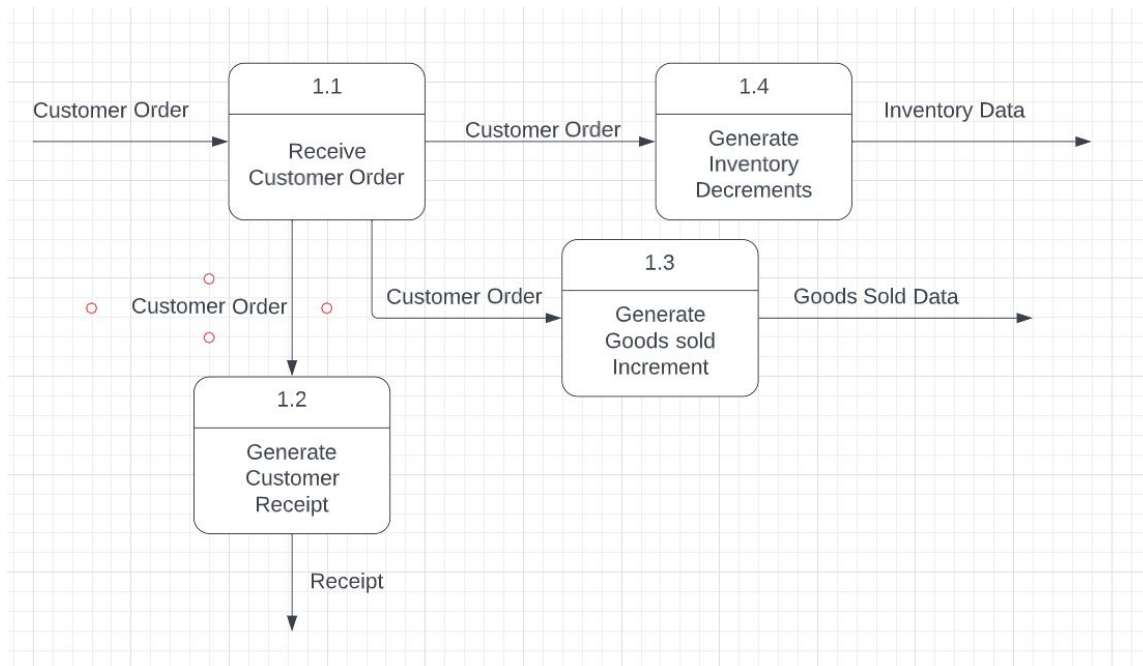 1.1
1.4
Customer Order
Inventory Data
Customer Order
Receive
Customer Order
Generate
Inventory
Decrements
1.3
Customer Order
Customer Order
Goods Sold Data
Generate
Goods sold
Increment
1.2
Generate
Customer
Receipt
Receipt